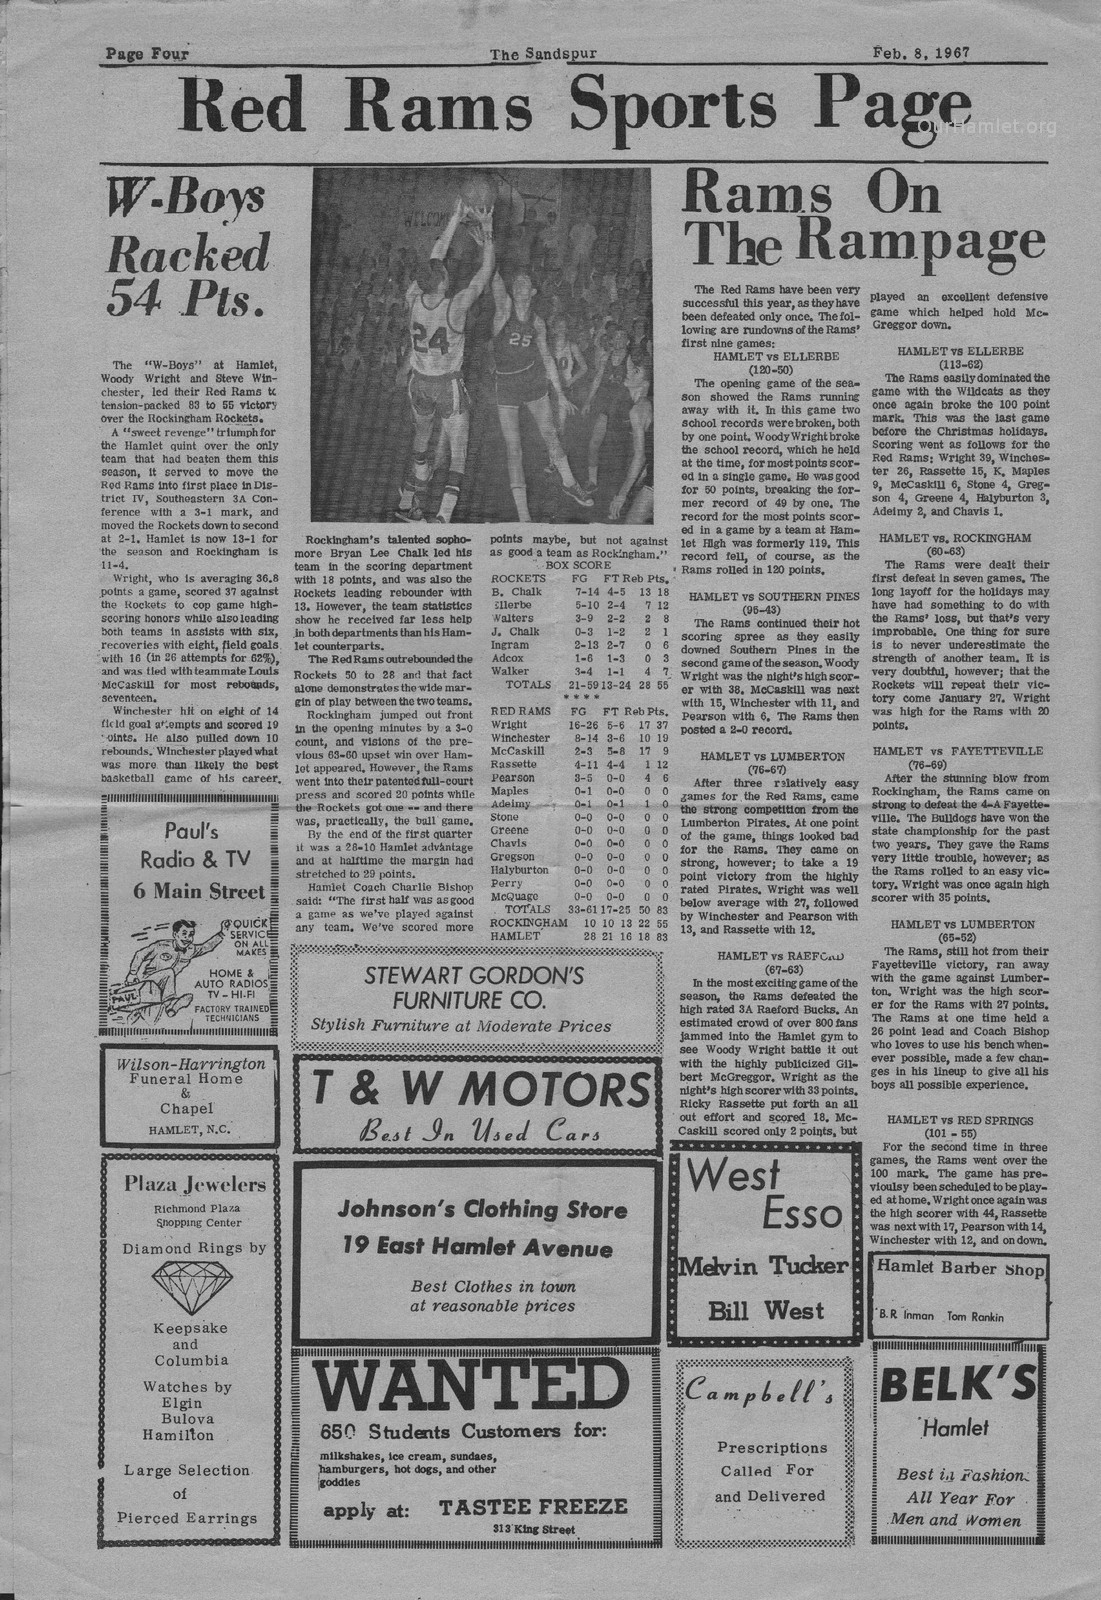 Page Four
The Sandspur
Feb. 8, 1967
Red Rams Sports Page
OurHamlet.org
W-Boys
Racked
54 Pts.
The "W-Boys" at Hamlet,
Woody Wright and Steve Win-
chester, led their Red Rams to
tension-packed 83 to 55 victory
over the Rockingham Rockets.
A "sweet revenge" triumph for
the Hamlet quint over the only
team that had beaten them this
season, it served to move the
Red Rams into first place in Dis-
trict IV, Southeastern 3A Con-
ference with a 3-1 mark, and
moved the Rockets down to second
at 2-1. Hamlet is now 13-1 for
the season and Rockingham is
11-4.
Wright, who is averaging 36.8
points a game, scored 37 against
the Rockets to cop game high-
scoring honors while also leading
both teams in assists with six,
recoveries with eight, field goals
with 16 (in 26 attempts for 62%),
and was tied with teammate Louis
McCaskill for most rebounds,
seventeen.
Winchester hit on eight of 14
field goal attempts and scored 19
points. He also pulled down 10
rebounds. Winchester played what
was more than likely the best
basketball game of his career.
WELCOME
24
25
Rockingham's talented sopho-
more Bryan Lee Chalk led his
team in the scoring department
with 18 points, and was also the
Rockets leading rebounder with
13. However, the team statistics
show he received far less help
in both departments than his Ham-
let counterparts.
The Red Rams outrebounded the
Rockets 50 to 28 and that fact
alone demonstrates the wide mar-
gin of play between the two teams.
Rockingham jumped out front
in the opening minutes by a 3-0
count, and visions of the pre-
vious 63-60 upset win over Ham-
let appeared. However, the Rams
went into their patented full-court
press and scored 20 points while
the Rockets got one -- and there
was, practically, the ball game.
By the end of the first quarter
it was a 28-10 Hamlet advantage
and at halftime the margin had
stretched to 29 points.
Hamlet Coach Charlie Bishop
said: "The first half was as good
a game as we've played against
any team. We've scored more
points maybe, but not against
as good a team as Rockingham."
BOX SCORE
ROCKETS FG FT Reb Pts.
B. Chalk 7-14 4-5 13 18
Ellerbe 5-10 2-4 7 12
Walters 3-9 2-2 2 8
J. Chalk 0-3 1-2 2 1
Ingram 2-13 2-7 0 6
Adcox 1-6 1-3 0 3
Walker 3-4 1-1 4 7
TOTALS 21-59 13-24 28 55
* * * *
RED RAMS FG FT Reb Pts.
Wright 16-26 5-6 17 37
Winchester 8-14 3-6 10 19
McCaskill 2-3 5-8 17 9
Rassette 4-11 4-4 1 12
Pearson 3-5 0-0 4 6
Maples 0-1 0-0 0 0
Adeimy 0-1 0-1 1 0
Stone 0-0 0-0 0 0
Greene 0-0 0-0 0 0
Chavis 0-0 0-0 0 0
Gregson 0-0 0-0 0 0
Halyburton 0-0 0-0 0 0
Perry 0-0 0-0 0 0
McQuage 0-0 0-0 0 0
TOTALS 33-61 17-25 50 83
ROCKINGHAM 10 10 13 22 55
HAMLET 28 21 16 18 83
Rams On
The Rampage
The Red Rams have been very
successful this year, as they have
been defeated only once. The fol-
lowing are rundowns of the Rams'
first nine games:
HAMLET vs ELLERBE
(120-50)
The opening game of the sea-
son showed the Rams running
away with it. In this game two
school records were broken, both
by one point. Woody Wright broke
the school record, which he held
at the time, for most points scor-
ed in a single game. He was good
for 50 points, breaking the for-
mer record of 49 by one. The
record for the most points scor-
ed in a game by a team at Ham-
let High was formerly 119. This
record fell, of course, as the
Rams rolled in 120 points.
HAMLET vs SOUTHERN PINES
(96-43)
The Rams continued their hot
scoring spree as they easily
downed Southern Pines in the
second game of the season. Woody
Wright was the night's high scor-
er with 38. McCaskill was next
with 15, Winchester with 11, and
Pearson with 6. The Rams then
posted a 2-0 record.
HAMLET vs LUMBERTON
(76-67)
After three relatively easy
games for the Red Rams, came
the strong competition from the
Lumberton Pirates. At one point
of the game, things looked bad
for the Rams. They came on
strong, however; to take a 19
point victory from the highly
rated Pirates. Wright was well
below average with 27, followed
by Winchester and Pearson with
13, and Rassette with 12.
HAMLET vs RAEFORD
(67-63)
In the most exciting game of the
season, the Rams defeated the
high rated 3A Raeford Bucks. An
estimated crowd of over 800 fans
jammed into the Hamlet gym to
see Woody Wright battle it out
with the highly publicized Gil-
bert McGreggor. Wright as the
night's high scorer with 33 points.
Ricky Rassette put forth an all
out effort and scored 18. Mc-
Caskill scored only 2 points, but
played an excellent defensive
game which helped hold Mc-
Greggor down.
HAMLET vs ELLERBE
(113-62)
The Rams easily dominated the
game with the Wildcats as they
once again broke the 100 point
mark. This was the last game
before the Christmas holidays.
Scoring went as follows for the
Red Rams: Wright 39, Winches-
ter 26, Rassette 15, K. Maples
9, McCaskill 6, Stone 4, Greg-
son 4, Greene 4, Halyburton 3,
Adeimy 2, and Chavis 1.
HAMLET vs. ROCKINGHAM
(60-63)
The Rams were dealt their
first defeat in seven games. The
long layoff for the holidays may
have had something to do with
the Rams' loss, but that's very
improbable. One thing for sure
is to never underestimate the
strength of another team. It is
very doubtful, however; that the
Rockets will repeat their vic-
tory come January 27. Wright
was high for the Rams with 20
points.
HAMLET vs FAYETTEVILLE
(76-69)
After the stunning blow from
Rockingham, the Rams came on
strong to defeat the 4-A Fayette-
ville. The Bulldogs have won the
state championship for the past
two years. They gave the Rams
very little trouble, however; as
the Rams rolled to an easy vic-
tory. Wright was once again high
scorer with 35 points.
HAMLET vs LUMBERTON
(65-52)
The Rams, still hot from their
Fayetteville victory, ran away
with the game against Lumber-
ton. Wright was the high scor-
er for the Rams with 27 points.
The Rams at one time held a
26 point lead and Coach Bishop
who loves to use his bench when-
ever possible, made a few chan-
ges in his lineup to give all his
boys all possible experience.
HAMLET vs RED SPRINGS
(101 - 55)
For the second time in three
games, the Rams went over the
100 mark. The game has pre-
vioulsy been scheduled to be play-
ed at home. Wright once again was
the high scorer with 44, Rassette
was next with 17, Pearson with 14,
Winchester with 12, and on down.
Paul's
Radio & TV
6 Main Street
QUICK
SERVICE
ON ALL
MAKES
HOME &
AUTO RADIOS
TV - HI-FI
FACTORY TRAINED
TECHNICIANS
PAUL
Wilson-Harrington
Funeral Home
&
Chapel
HAMLET, N.C.
Plaza Jewelers
Richmond Plaza
Shopping Center
Diamond Rings by
Keepsake
and
Columbia
Watches by
Elgin
Bulova
Hamilton
Large Selection
of
Pierced Earrings
STEWART GORDON'S
FURNITURE CO.
Stylish Furniture at Moderate Prices
T & W MOTORS
Best In Used Cars
Johnson's Clothing Store
19 East Hamlet Avenue
Best Clothes in town
at reasonable prices
WANTED
650 Students Customers for:
milkshakes, ice cream, sundaes,
hamburgers, hot dogs, and other
goddies
apply at: TASTEE FREEZE
313 King Street
West
Esso
Melvin Tucker
Bill West
Campbell's
Prescriptions
Called For
and Delivered
Hamlet Barber Shop
B.R. Inman Tom Rankin
BELK'S
Hamlet
Best in Fashion
All Year For
Men and Women